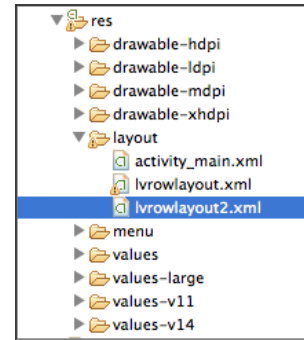 res
drawable-hdpi
drawable-ldpi
drawable-mdpi
drawable-xhdpi
layout
activity_main.xml
lvrowlayout.xml
lvrowlayout2.xml
menu
values
values-large
values-v11
values-v14